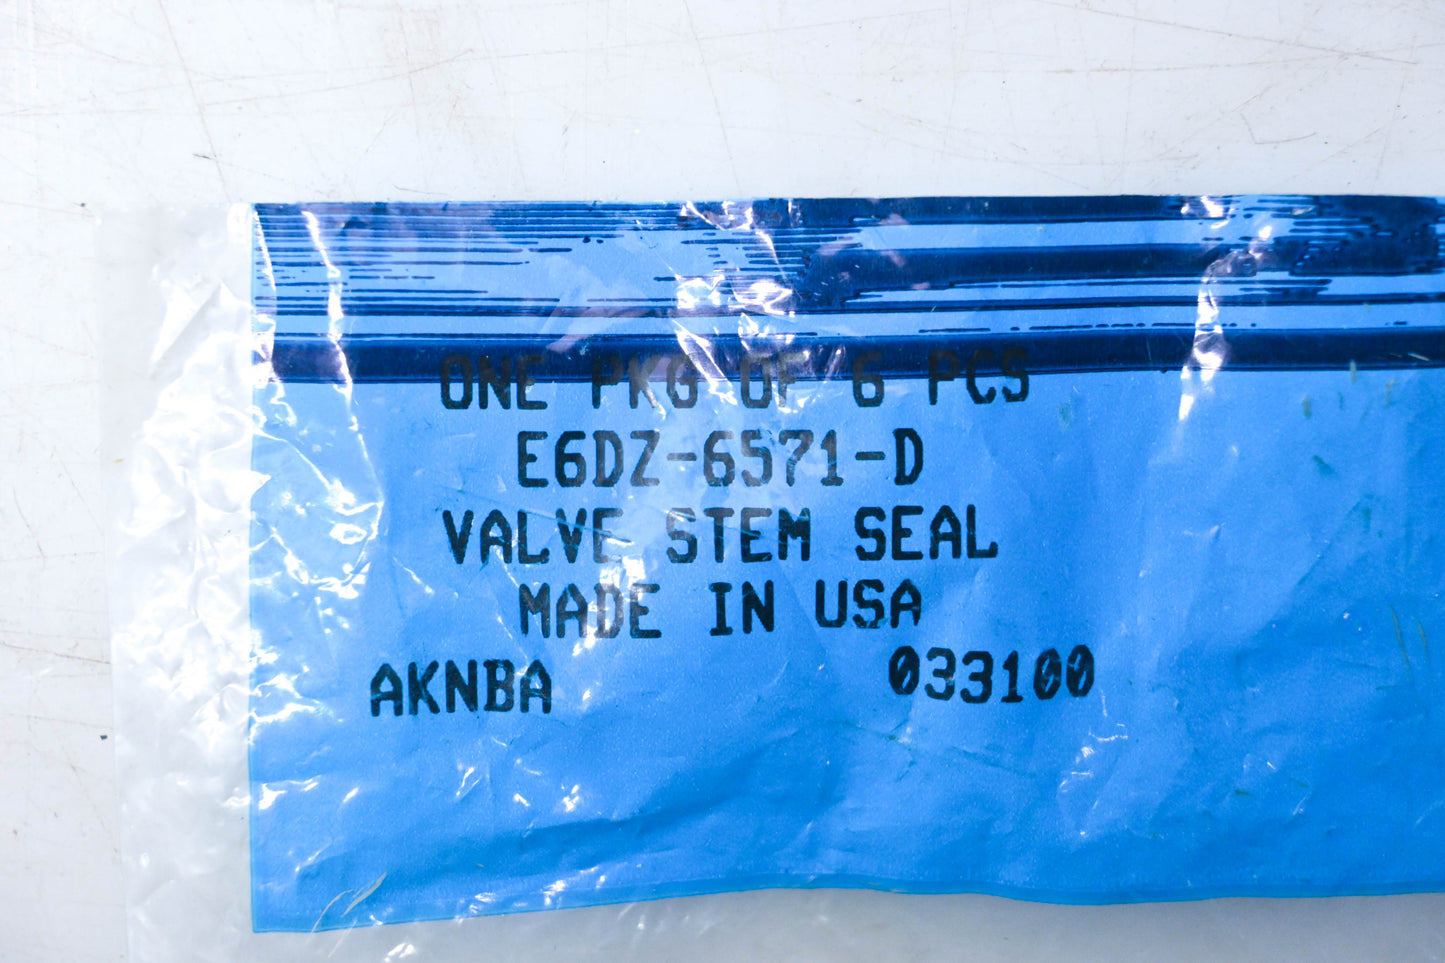 ONE PKG OF 6 PCS
E6DZ-6571-D
VALVE STEM SEAL
MADE IN USA
AKNBA 033100